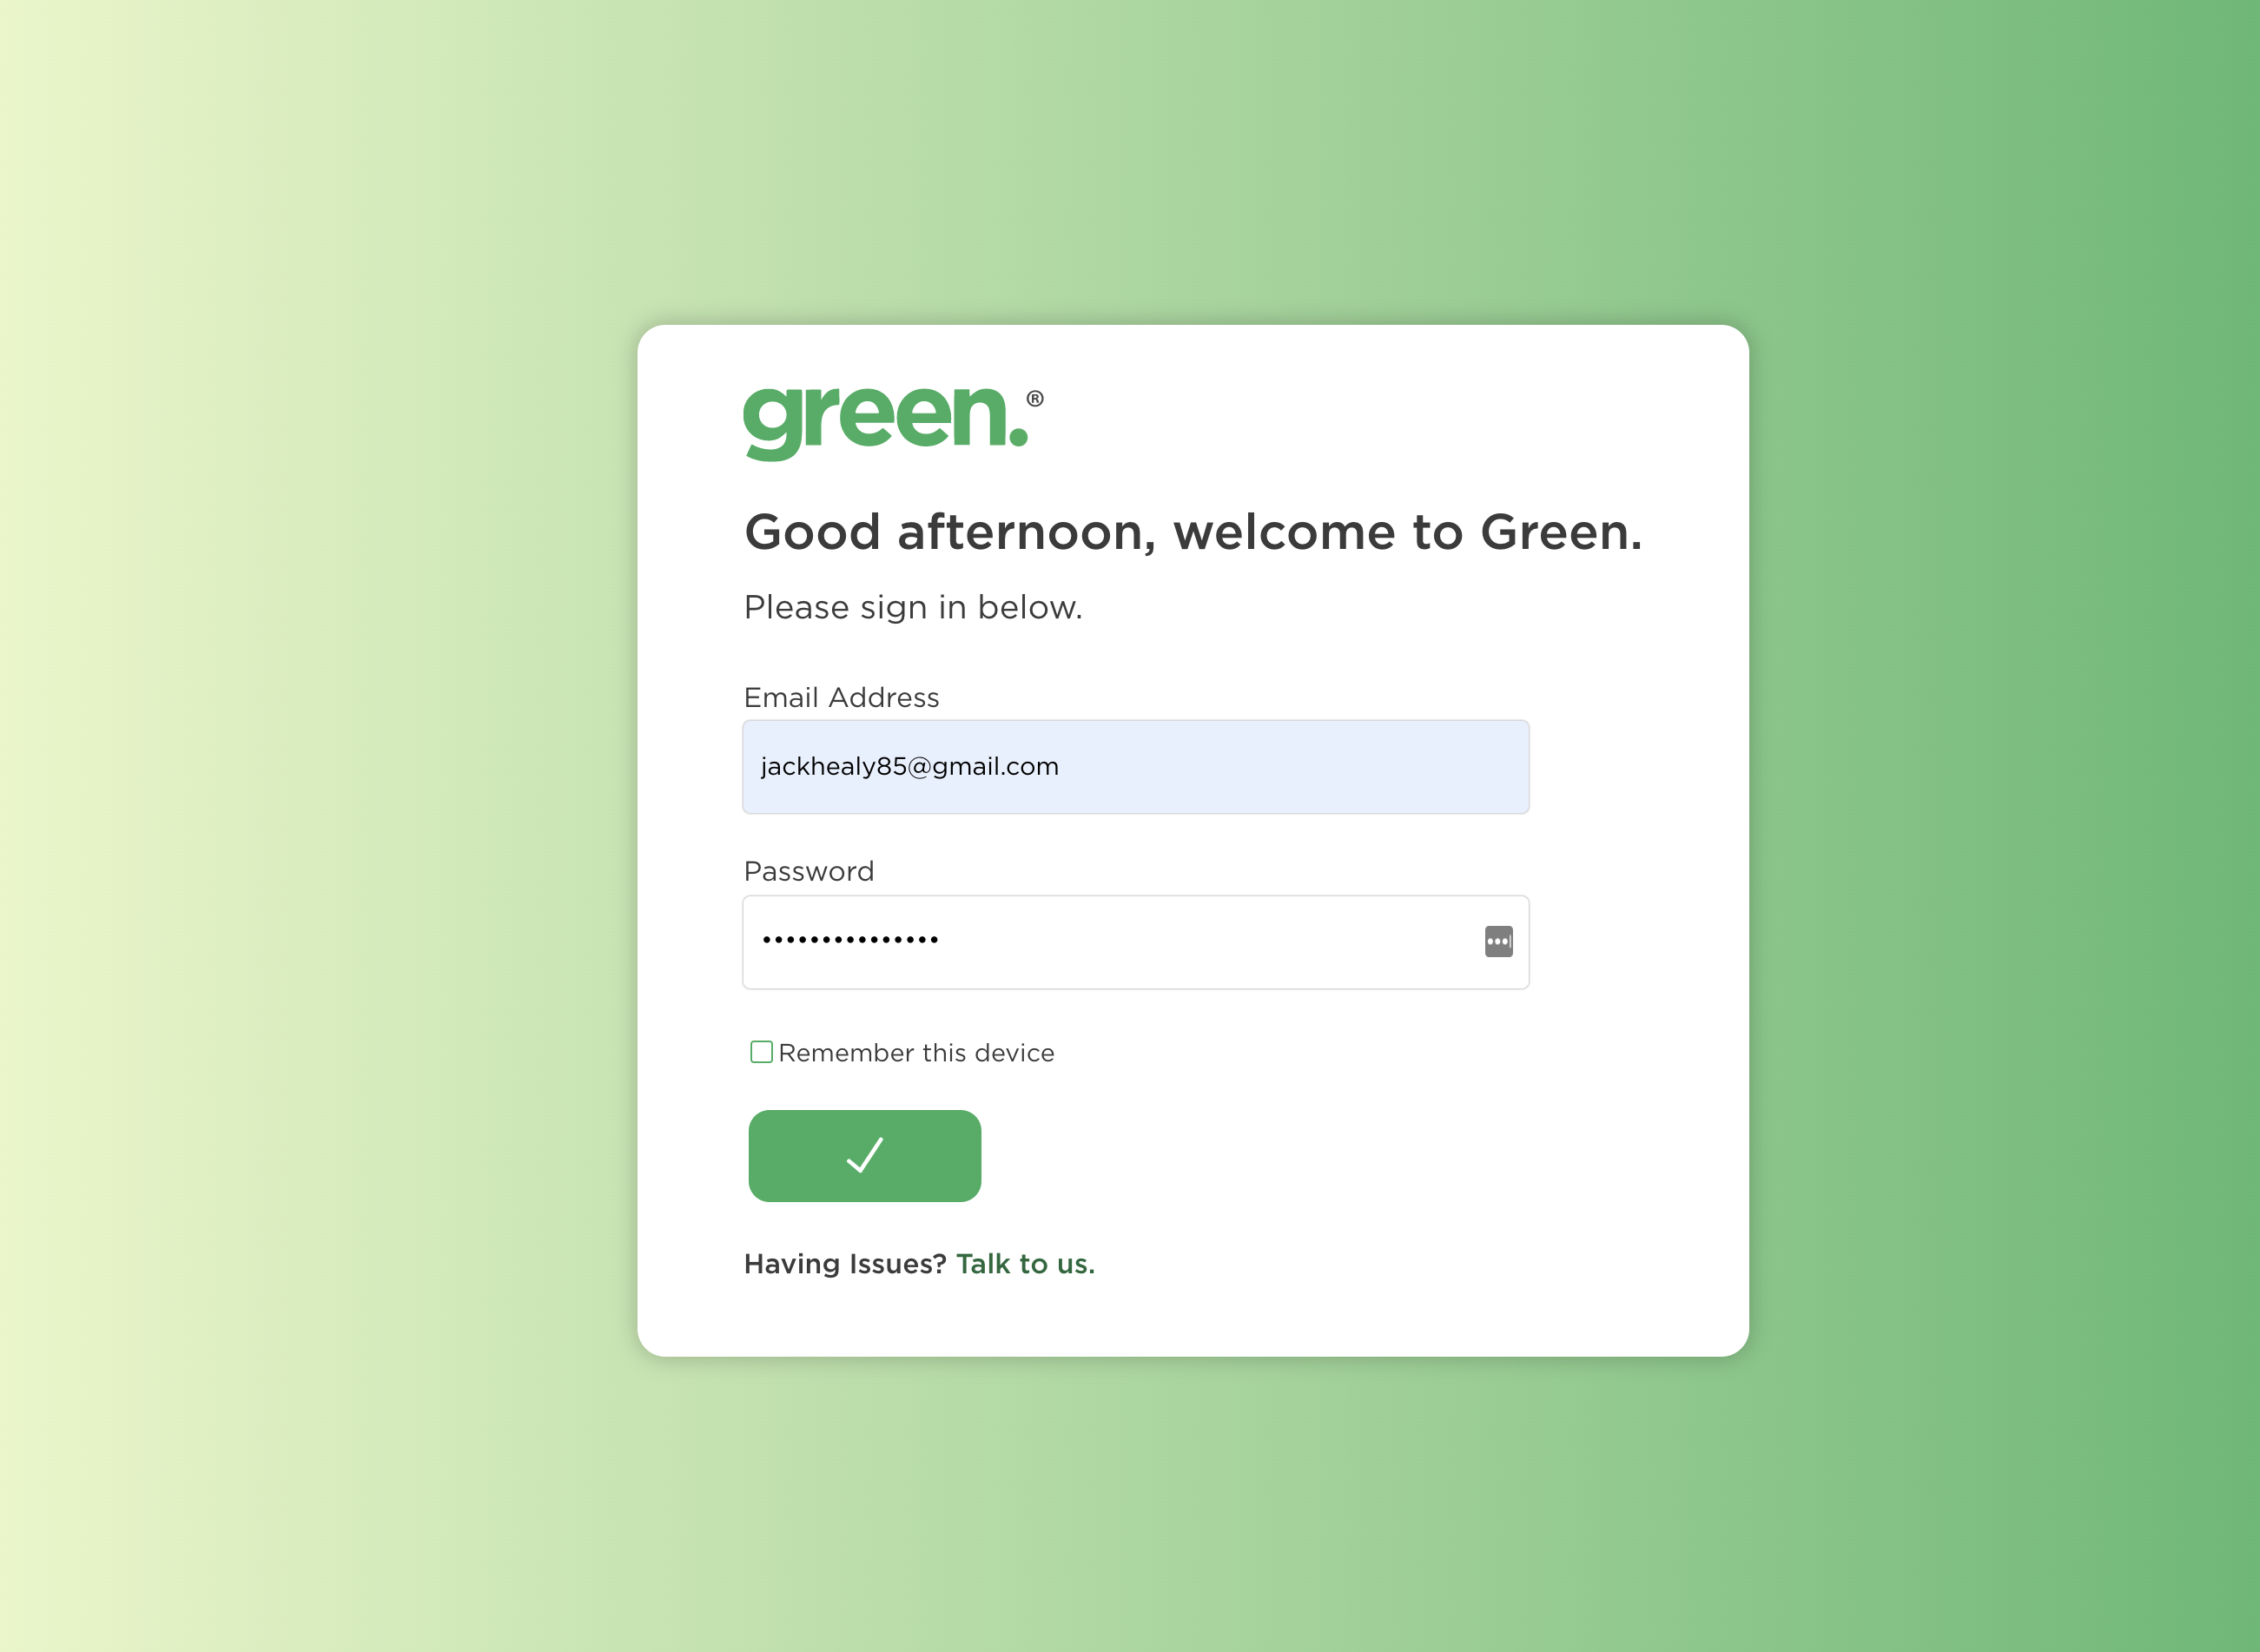 green.®
Good afternoon, welcome to Green.
Please sign in below.
Email Address
jackhealy85@gmail.com
Password
•••••••••••••••
Remember this device
Having Issues? Talk to us.